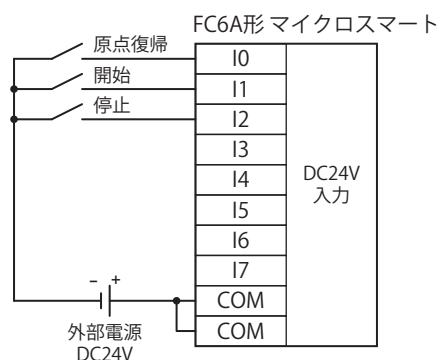 FC6A形 マイクロスマート
原点復帰
開始
停止
I0
I1
I2
I3
I4
I5
I6
I7
COM
COM
DC24V
入力
− +
外部電源
DC24V